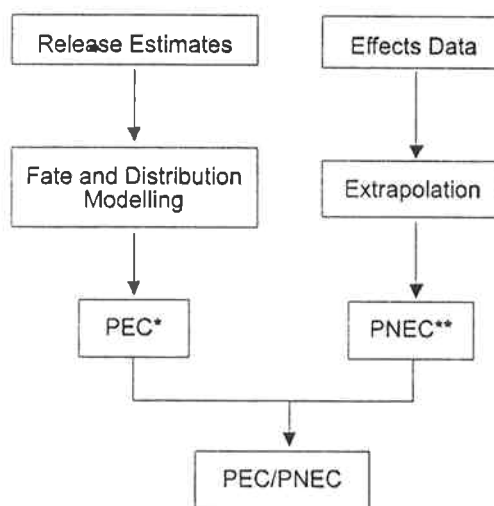 Release Estimates
Effects Data
Fate and Distribution
Modelling
Extrapolation
PEC*
PNEC**
PEC/PNEC